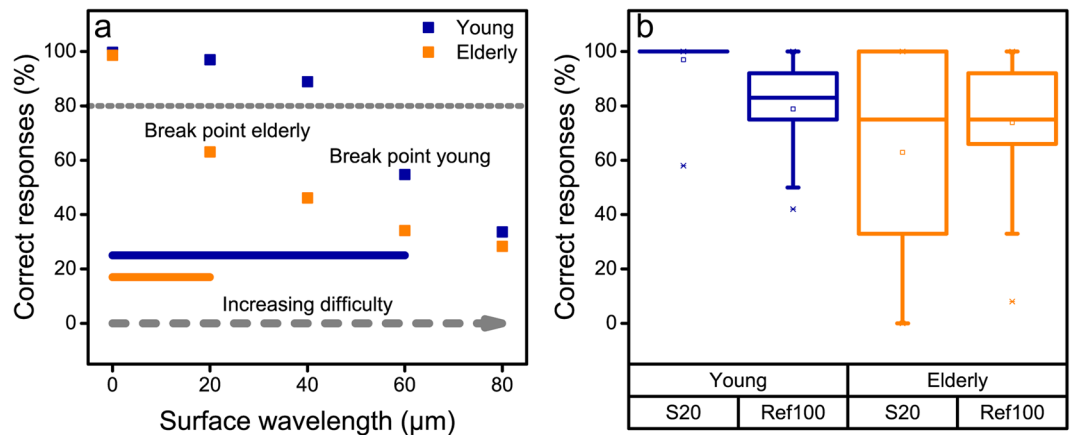 a
Young
Elderly
Correct responses (%)
100
80
60
40
20
0
Break point elderly
Break point young
Increasing difficulty
0 20 40 60 80
Surface wavelength (μm)
b
Correct responses (%)
100
80
60
40
20
0
Young Elderly
S20 Ref100 S20 Ref100